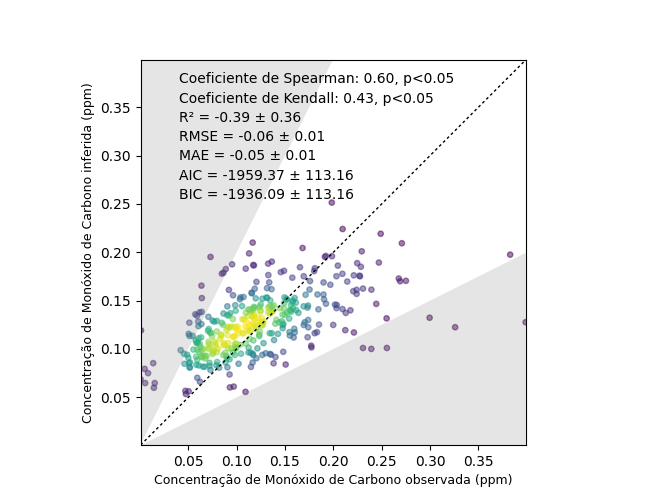 Coeficiente de Spearman: 0.60, p<0.05
Coeficiente de Kendall: 0.43, p<0.05
R² = -0.39 ± 0.36
RMSE = -0.06 ± 0.01
MAE = -0.05 ± 0.01
AIC = -1959.37 ± 113.16
BIC = -1936.09 ± 113.16
Concentração de Monóxido de Carbono inferida (ppm)
0.35
0.30
0.25
0.20
0.15
0.10
0.05
0.05 0.10 0.15 0.20 0.25 0.30 0.35
Concentração de Monóxido de Carbono observada (ppm)